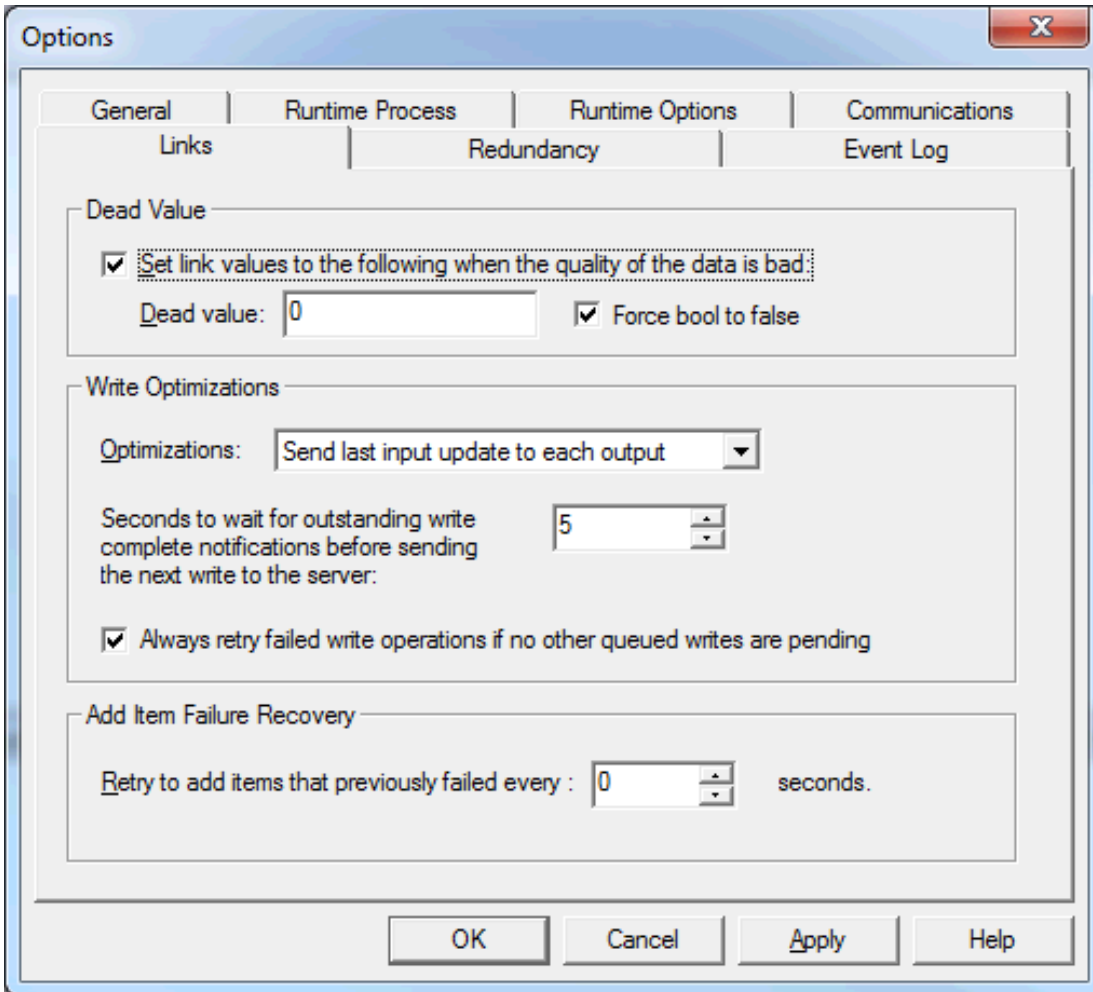 Options
General Runtime Process Runtime Options Communications
Links Redundancy Event Log
Dead Value
Set link values to the following when the quality of the data is bad:
Dead value: 0 Force bool to false
Write Optimizations
Optimizations: Send last input update to each output
Seconds to wait for outstanding write
complete notifications before sending
the next write to the server:
5
Always retry failed write operations if no other queued writes are pending
Add Item Failure Recovery
Retry to add items that previously failed every : 0 seconds.
OK Cancel Apply Help